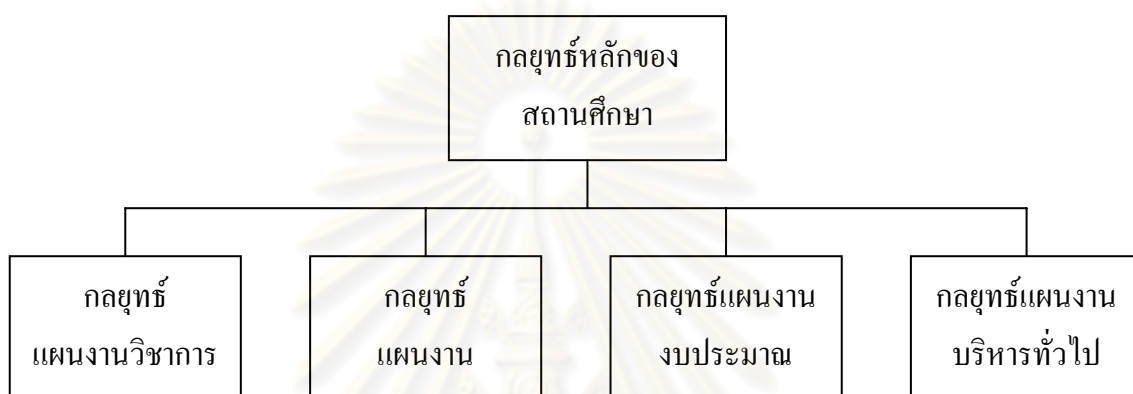 กลยุทธ์หลักของ
สถานศึกษา
กลยุทธ์
แผนงานวิชาการ
กลยุทธ์
แผนงาน
กลยุทธ์แผนงาน
งบประมาณ
กลยุทธ์แผนงาน
บริหารทั่วไป